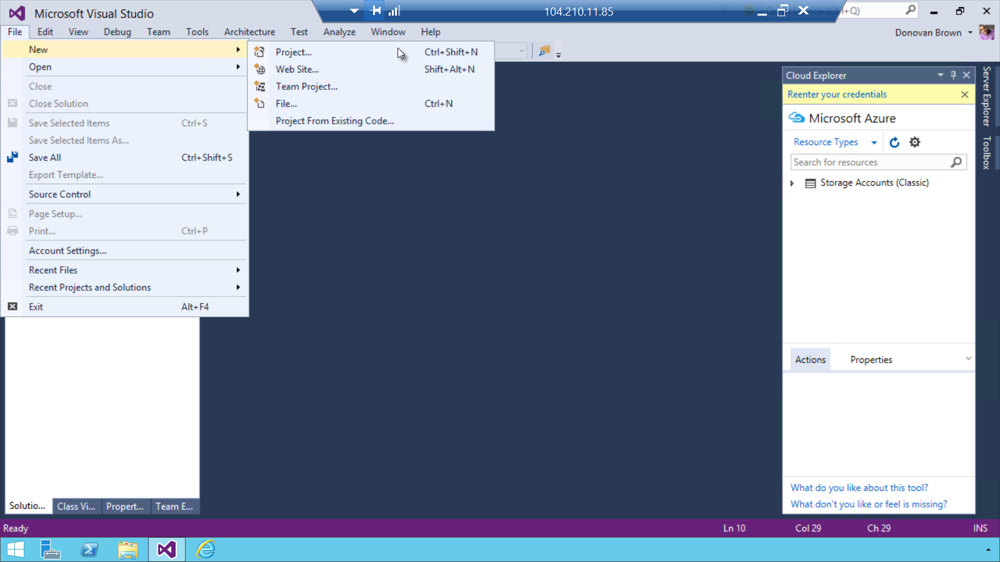 Microsoft Visual Studio
104.210.11.85
+Q)
File Edit View Debug Team Tools Architecture Test Analyze Window Help
Donovan Brown
New
Open
Close
Close Solution
Save Selected Items Ctrl+S
Save Selected Items As...
Save All Ctrl+Shift+S
Export Template...
Source Control
Page Setup...
Print... Ctrl+P
Account Settings...
Recent Files
Recent Projects and Solutions
Exit Alt+F4
Project... Ctrl+Shift+N
Web Site... Shift+Alt+N
Team Project...
File... Ctrl+N
Project From Existing Code...
Cloud Explorer
Reenter your credentials
Microsoft Azure
Resource Types
Search for resources
Storage Accounts (Classic)
Actions Properties
What do you like about this tool?
What don't you like or feel is missing?
Server Explorer
Toolbox
Solutio... Class Vi... Propert... Team E...
Ready Ln 10 Col 29 Ch 29 INS